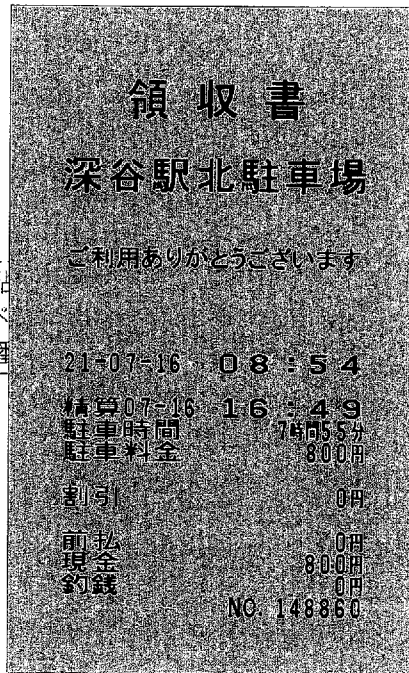 領収書
深谷駅北駐車場
ご利用ありがとうございます
21-07-16 08:54
精算07-16 16:49
駐車時間 7時間55分
駐車料金 800円
割引 0円
前払 0円
現金 800円
釣銭 0円
NO. 148860